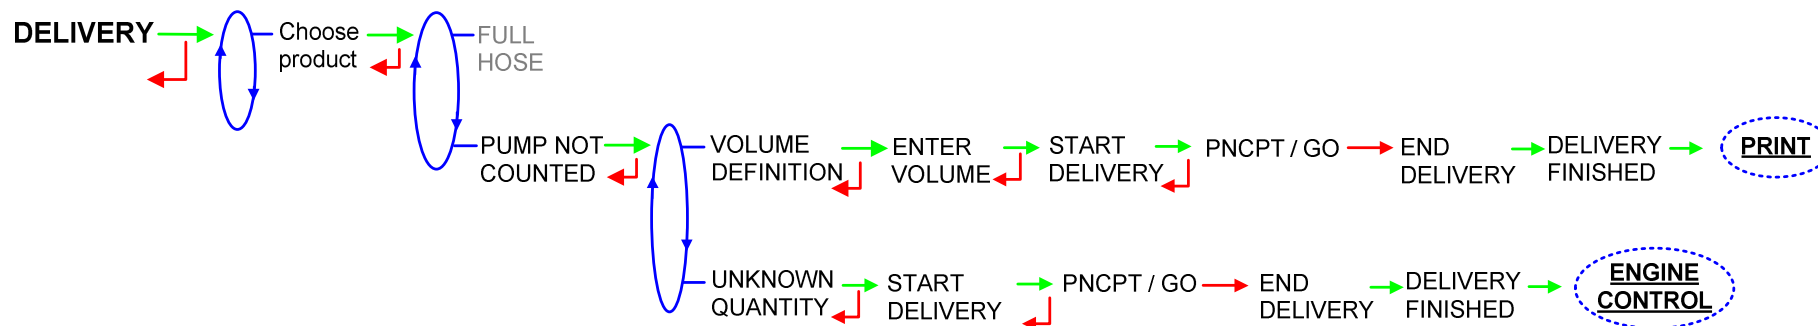 DELIVERY
Choose
product
FULL
HOSE
PUMP NOT
COUNTED
VOLUME
DEFINITION
ENTER
VOLUME
START
DELIVERY
PNCPT / GO
END
DELIVERY
DELIVERY
FINISHED
PRINT
UNKNOWN
QUANTITY
START
DELIVERY
PNCPT / GO
END
DELIVERY
DELIVERY
FINISHED
ENGINE
CONTROL